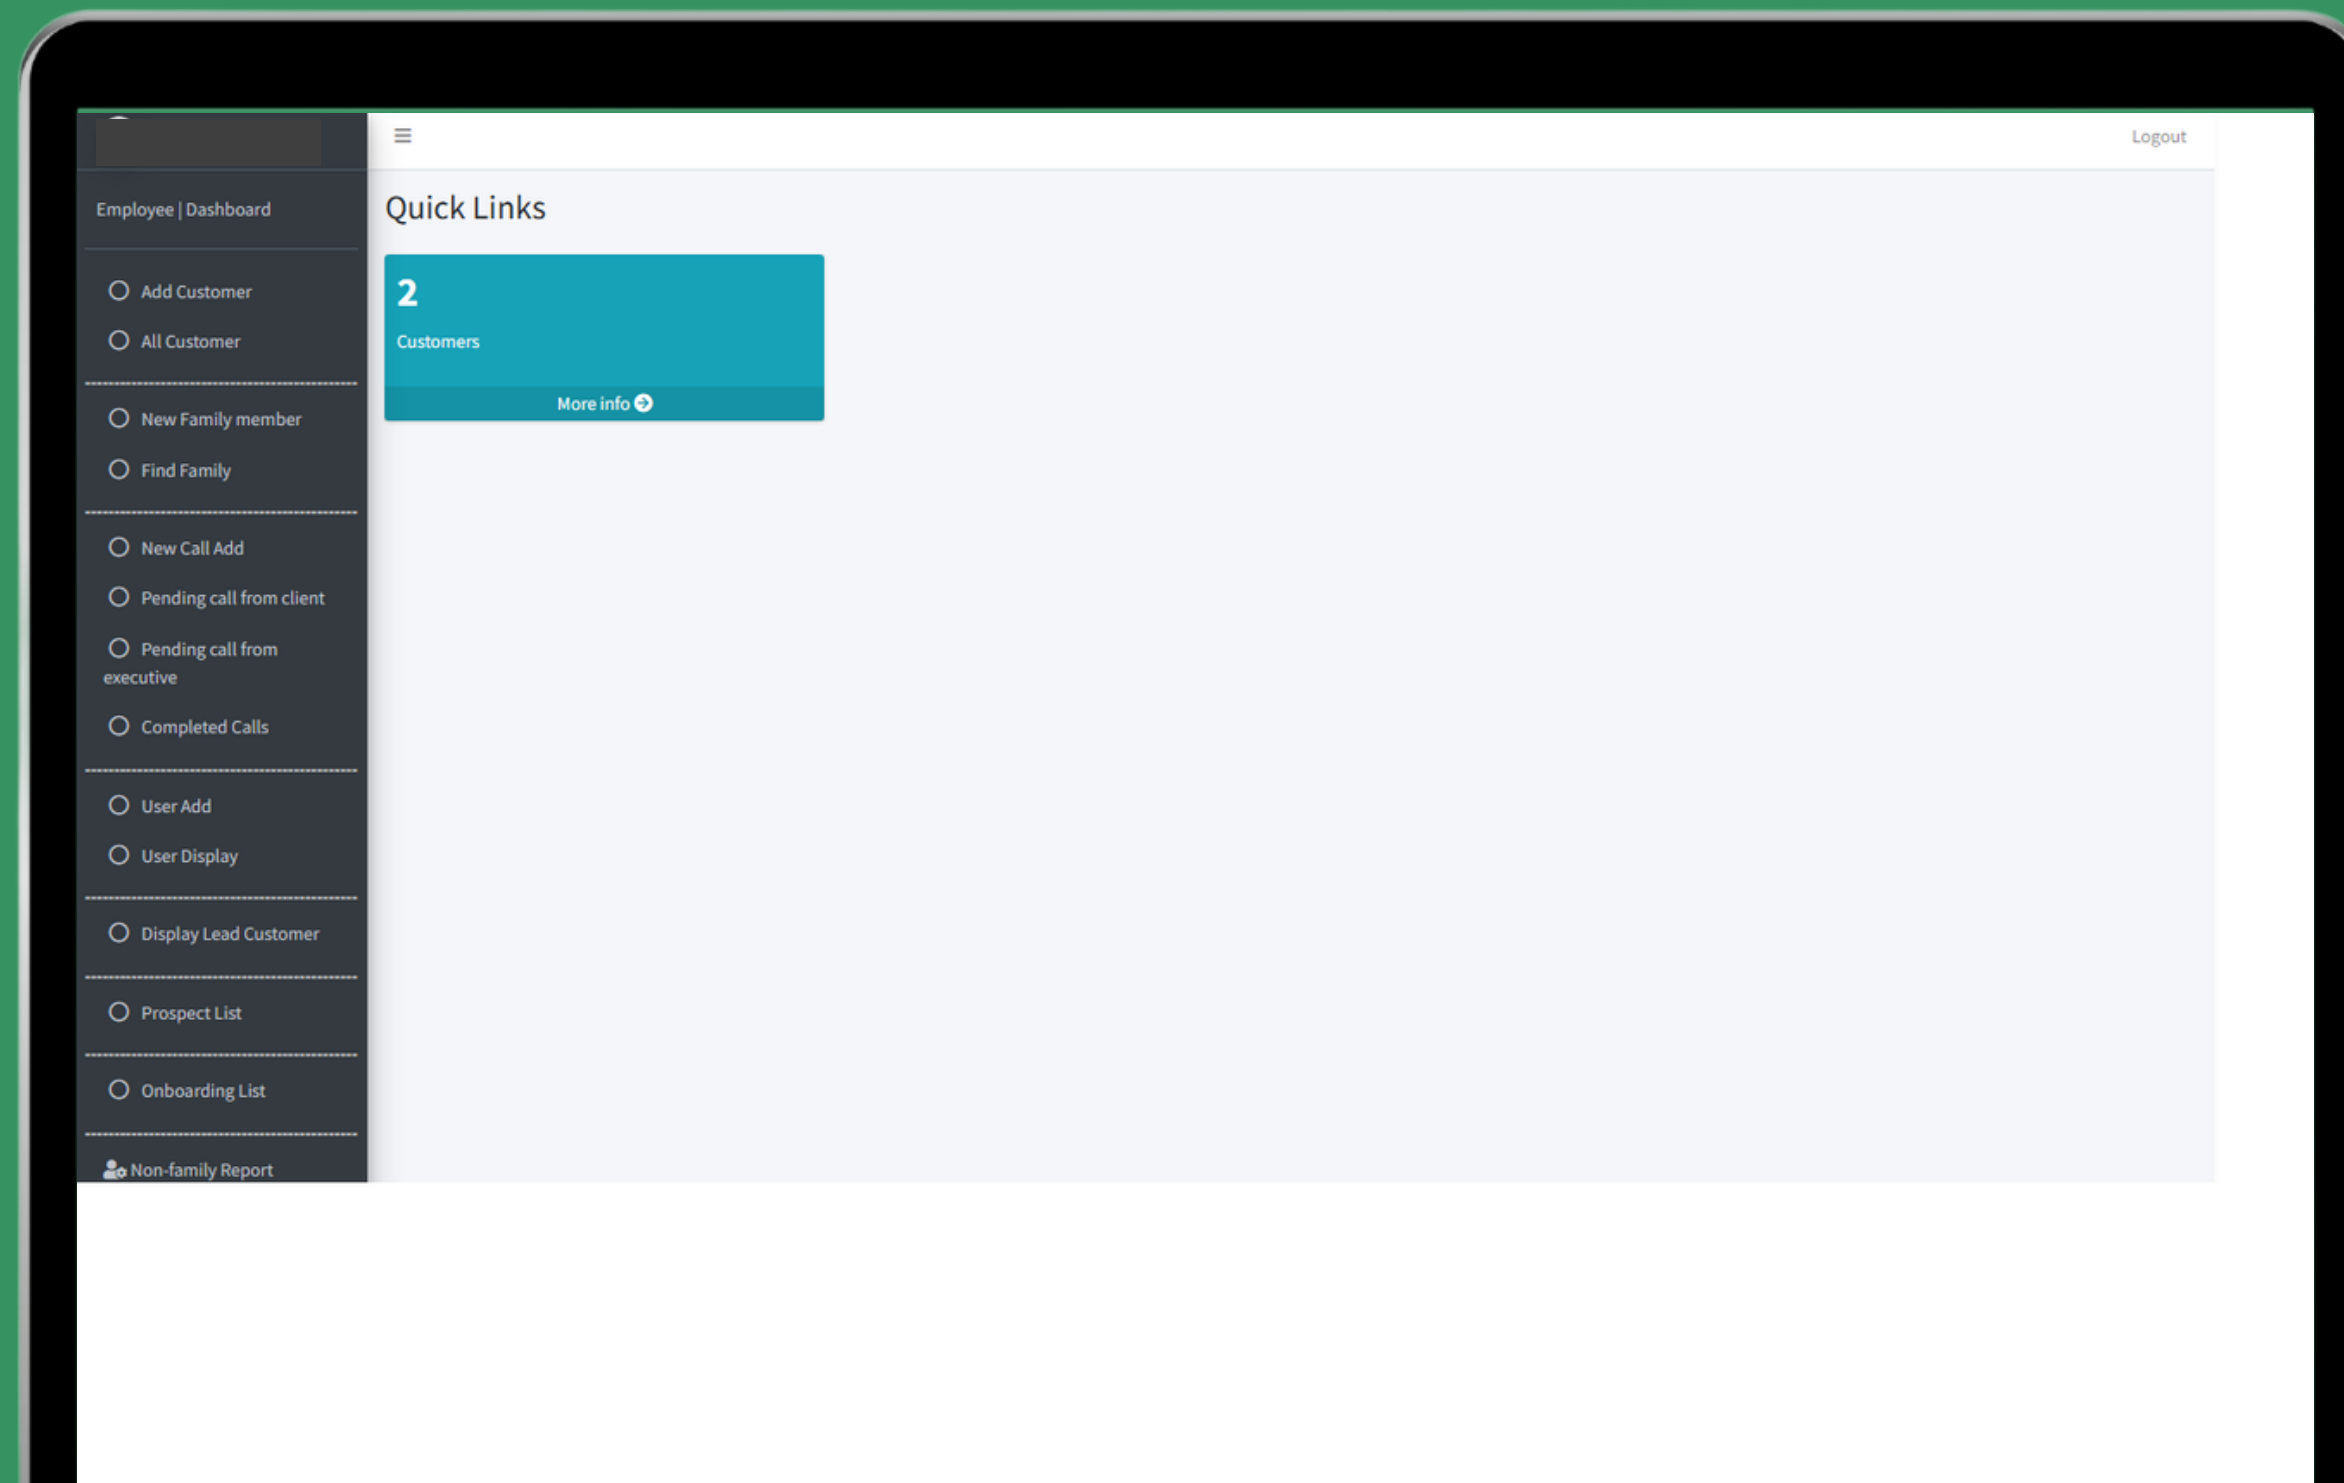 Logout
Employee | Dashboard
Quick Links
Add Customer
All Customer
2
Customers
More info
New Family member
Find Family
New Call Add
Pending call from client
Pending call from
executive
Completed Calls
User Add
User Display
Display Lead Customer
Prospect List
Onboarding List
Non-family Report